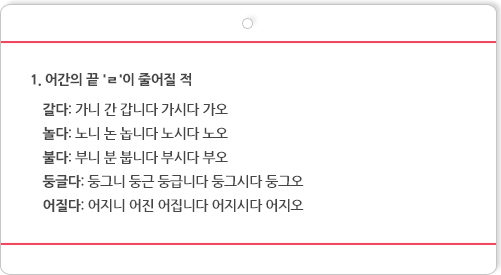 1. 어간의 끝 'ㄹ'이 줄어질 적
갈다: 가니 간 갑니다 가시다 가오
놀다: 노니 논 놉니다 노시다 노오
불다: 부니 분 붑니다 부시다 부오
둥글다: 둥그니 둥근 둥급니다 둥그시다 둥그오
어질다: 어지니 어진 어집니다 어지시다 어지오